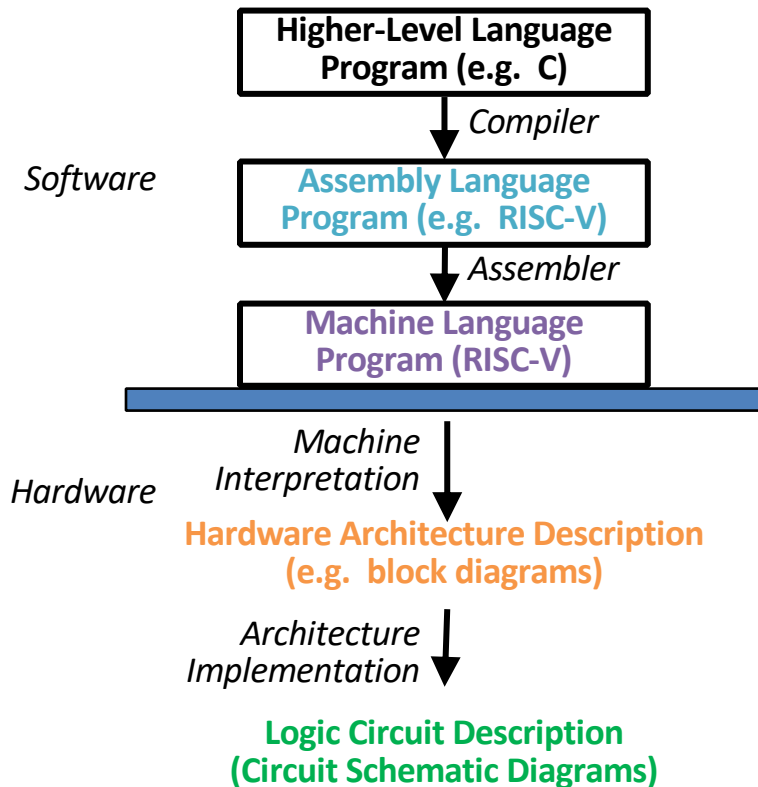 Higher-Level Language
Program (e.g. C)
Compiler
Software
Assembly Language
Program (e.g. RISC-V)
Assembler
Machine Language
Program (RISC-V)
Machine
Interpretation
Hardware
Hardware Architecture Description
(e.g. block diagrams)
Architecture
Implementation
Logic Circuit Description
(Circuit Schematic Diagrams)